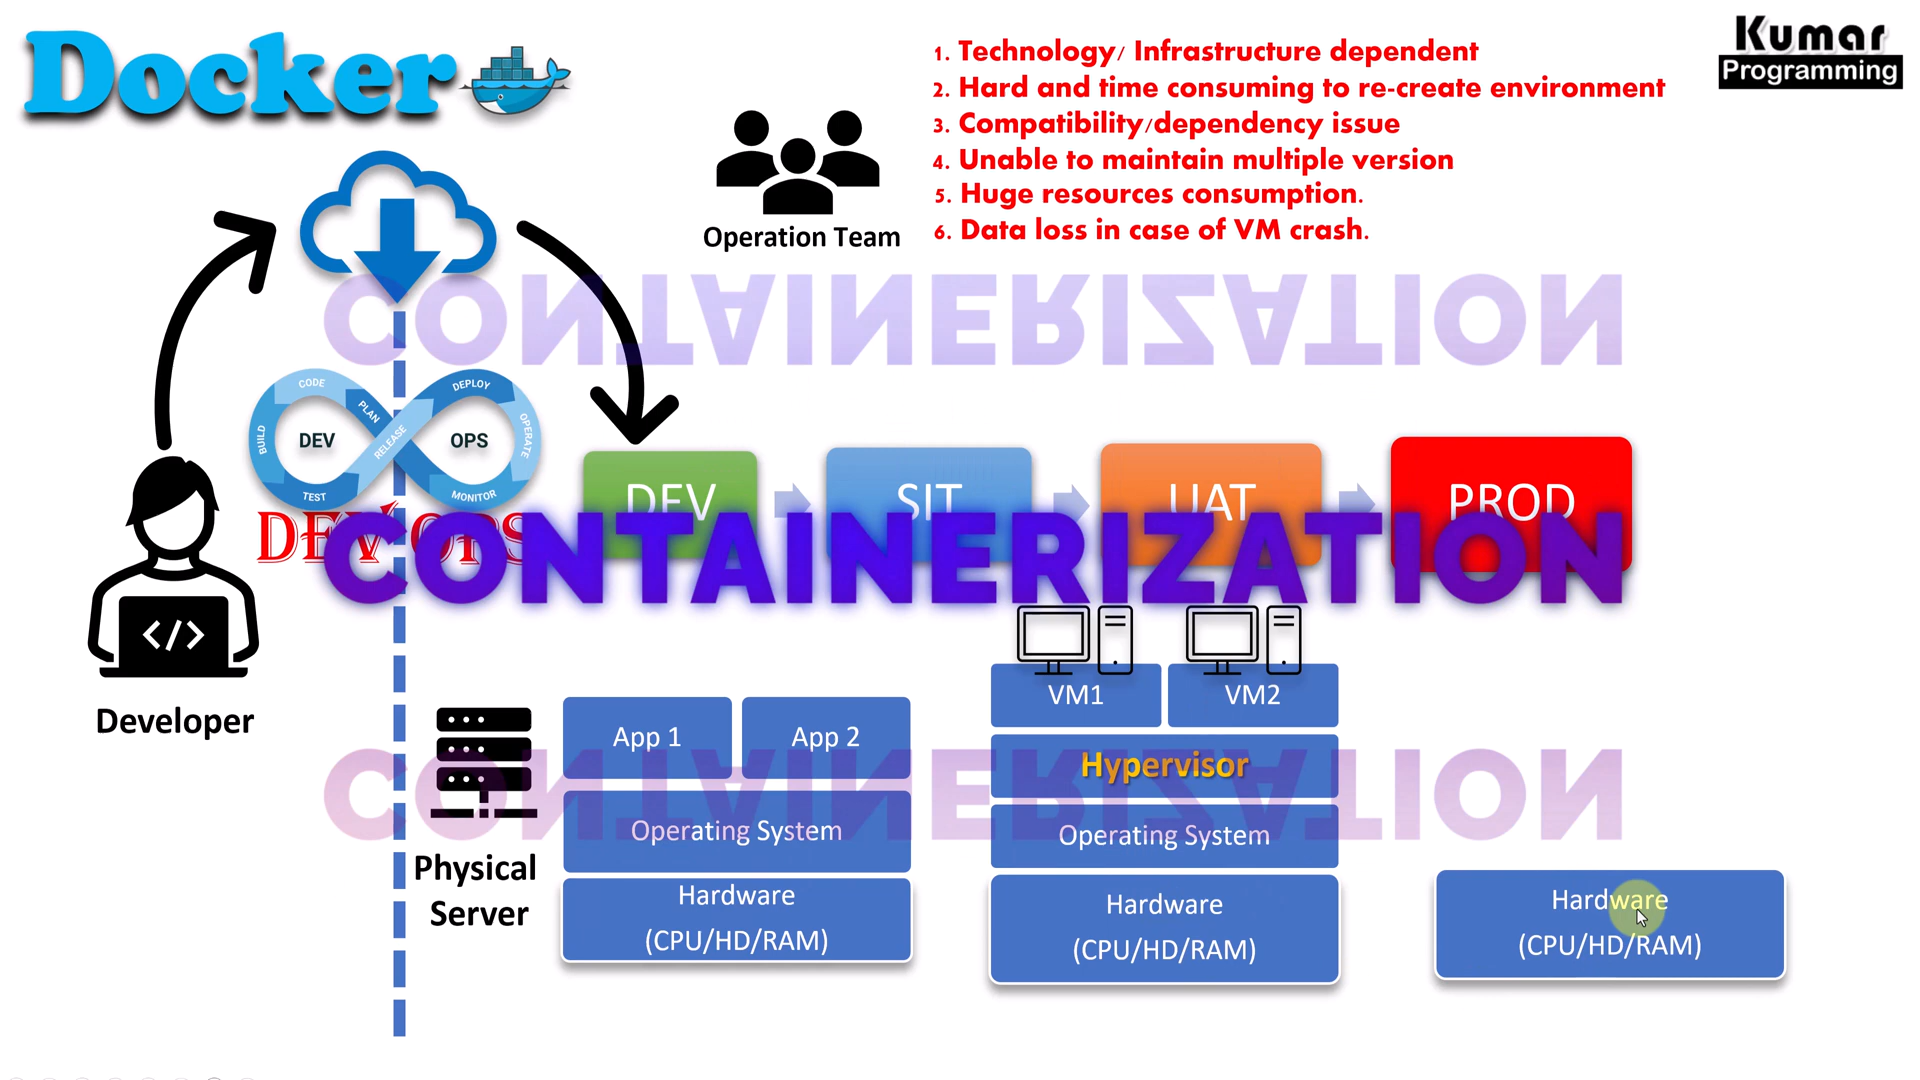 Docker
Kumar
Programming
1. Technology/ Infrastructure dependent
2. Hard and time consuming to re-create environment
3. Compatibility/dependency issue
4. Unable to maintain multiple version
5. Huge resources consumption.
6. Data loss in case of VM crash.
Operation Team
CONTAINERIZATION
CODE
PLAN
BUILD
TEST
RELEASE
DEPLOY
OPERATE
MONITOR
DEV
OPS
DEV OPS
DEV
SIT
UAT
PROD
CONTAINERIZATION
</>
Developer
Physical
Server
App 1
App 2
Operating System
Hardware
(CPU/HD/RAM)
VM1
VM2
Hypervisor
Operating System
Hardware
(CPU/HD/RAM)
CONTAINERIZATION
Hardware
(CPU/HD/RAM)